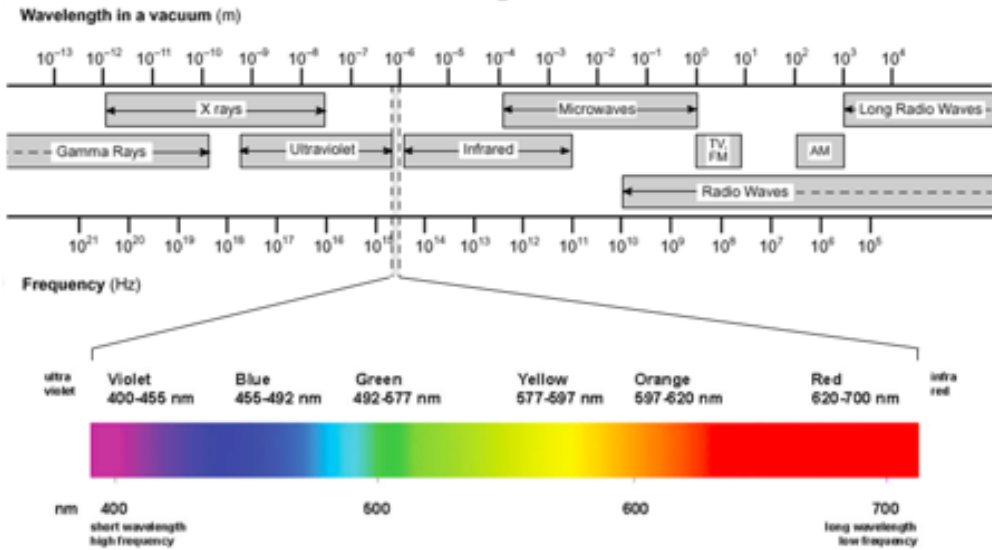 Wavelength in a vacuum (m)
10⁻¹³ 10⁻¹² 10⁻¹¹ 10⁻¹⁰ 10⁻⁹ 10⁻⁸ 10⁻⁷ 10⁻⁶ 10⁻⁵ 10⁻⁴ 10⁻³ 10⁻² 10⁻¹ 10⁰ 10¹ 10² 10³ 10⁴
X rays Microwaves Long Radio Waves
Gamma Rays Ultraviolet Infrared TV, AM
FM
Radio Waves
10²¹ 10²⁰ 10¹⁹ 10¹⁸ 10¹⁷ 10¹⁶ 10¹⁵ 10¹⁴ 10¹³ 10¹² 10¹¹ 10¹⁰ 10⁹ 10⁸ 10⁷ 10⁶ 10⁵
Frequency (Hz)
ultra Violet Blue Green Yellow Orange Red infra
violet 400-455 nm 455-492 nm 492-577 nm 577-597 nm 597-620 nm 620-700 nm red
nm 400 500 600 700
short wavelength long wavelength
high frequency low frequency